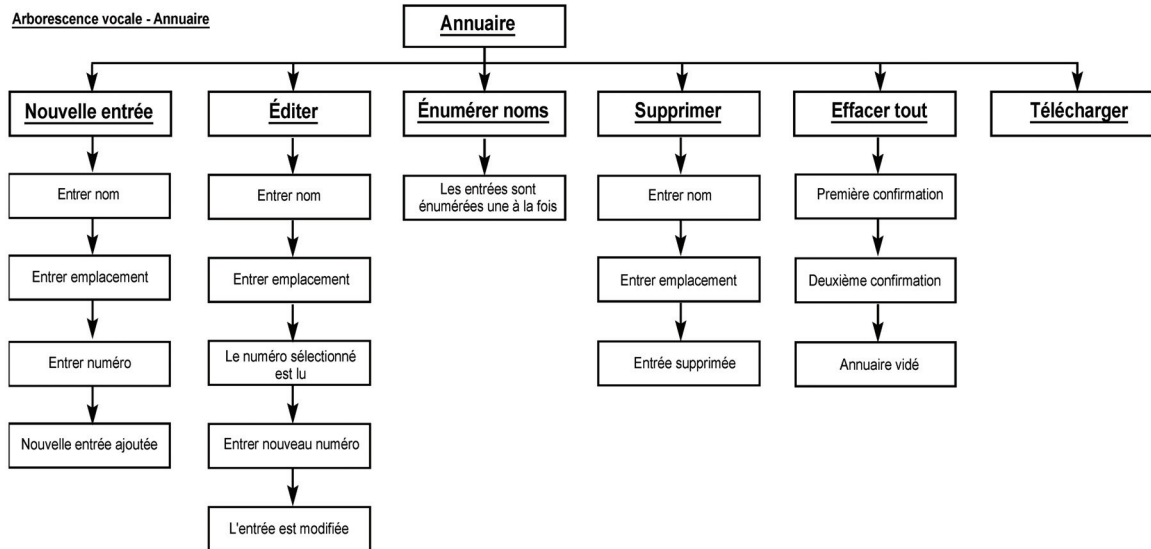 Arborescence vocale - Annuaire
Annuaire
Nouvelle entrée
Éditer
Énumérer noms
Supprimer
Effacer tout
Télécharger
Entrer nom
Entrer nom
Les entrées sont
énumérées une à la fois
Entrer nom
Première confirmation
Entrer emplacement
Entrer emplacement
Entrer emplacement
Deuxième confirmation
Entrer numéro
Le numéro sélectionné
est lu
Entrée supprimée
Annuaire vidé
Nouvelle entrée ajoutée
Entrer nouveau numéro
L'entrée est modifiée